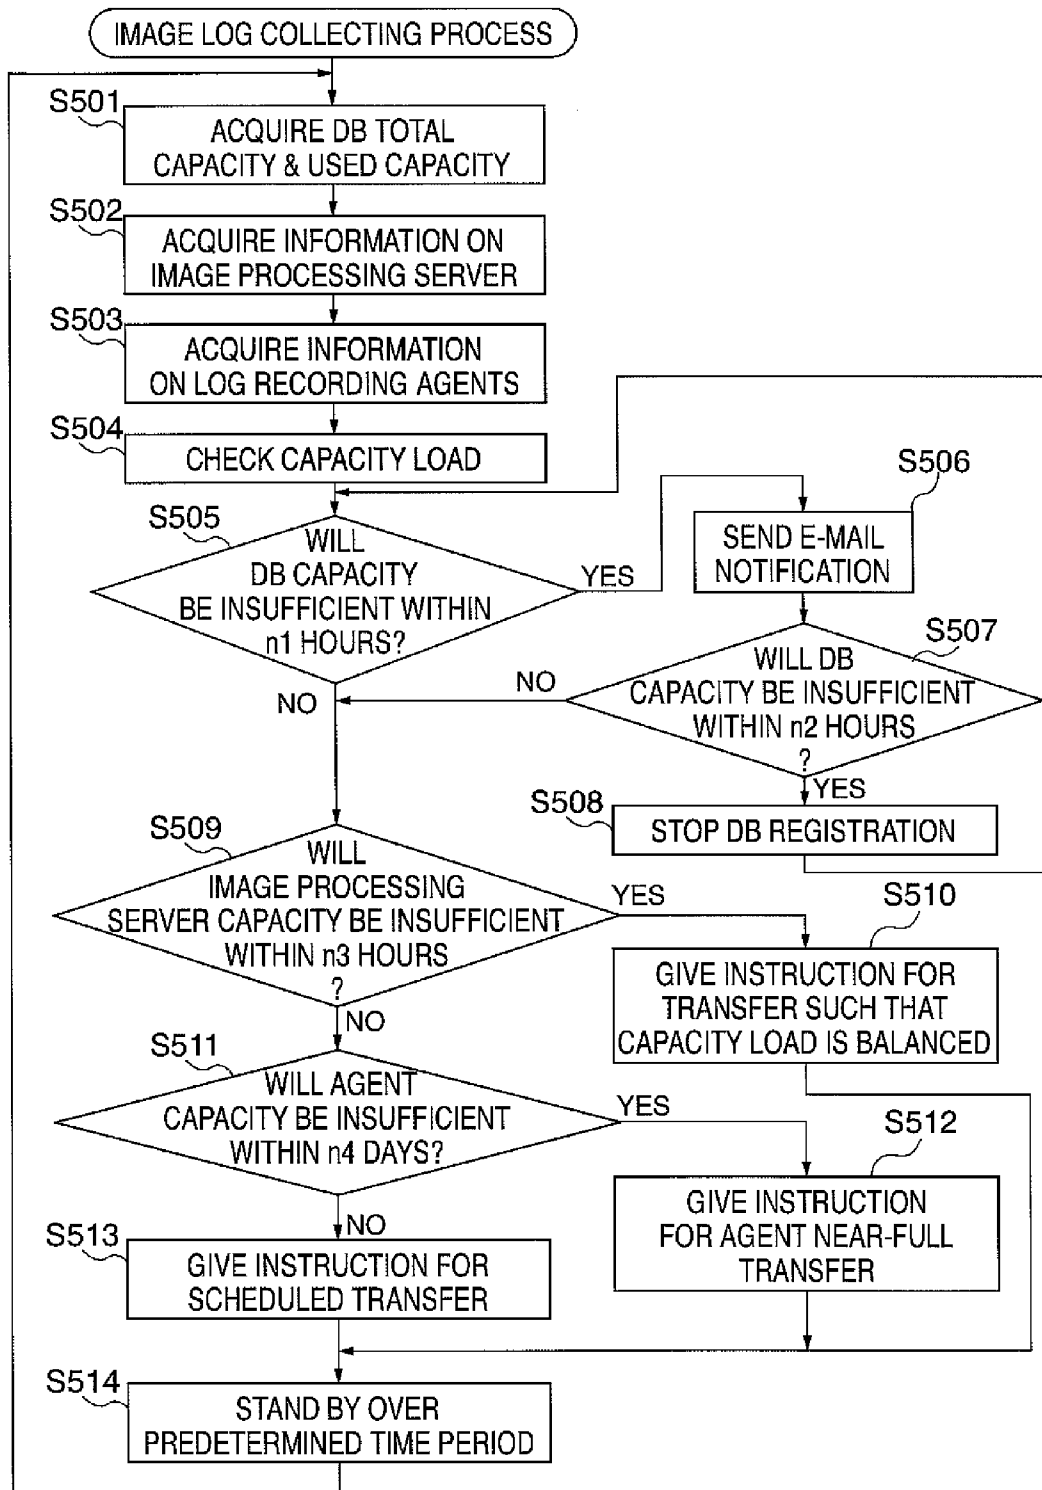 IMAGE LOG COLLECTING PROCESS
S501
ACQUIRE DB TOTAL
CAPACITY & USED CAPACITY
S502
ACQUIRE INFORMATION ON
IMAGE PROCESSING SERVER
S503
ACQUIRE INFORMATION
ON LOG RECORDING AGENTS
S504
CHECK CAPACITY LOAD
S505
WILL
DB CAPACITY
BE INSUFFICIENT WITHIN
n1 HOURS?
YES
NO
S506
SEND E-MAIL
NOTIFICATION
S507
WILL DB
CAPACITY BE INSUFFICIENT
WITHIN n2 HOURS
?
NO
YES
S508
STOP DB REGISTRATION
S509
WILL
IMAGE PROCESSING
SERVER CAPACITY BE INSUFFICIENT
WITHIN n3 HOURS
?
YES
NO
S510
GIVE INSTRUCTION FOR
TRANSFER SUCH THAT
CAPACITY LOAD IS BALANCED
S511
WILL AGENT
CAPACITY BE INSUFFICIENT
WITHIN n4 DAYS?
YES
NO
S512
GIVE INSTRUCTION
FOR AGENT NEAR-FULL
TRANSFER
S513
GIVE INSTRUCTION FOR
SCHEDULED TRANSFER
S514
STAND BY OVER
PREDETERMINED TIME PERIOD